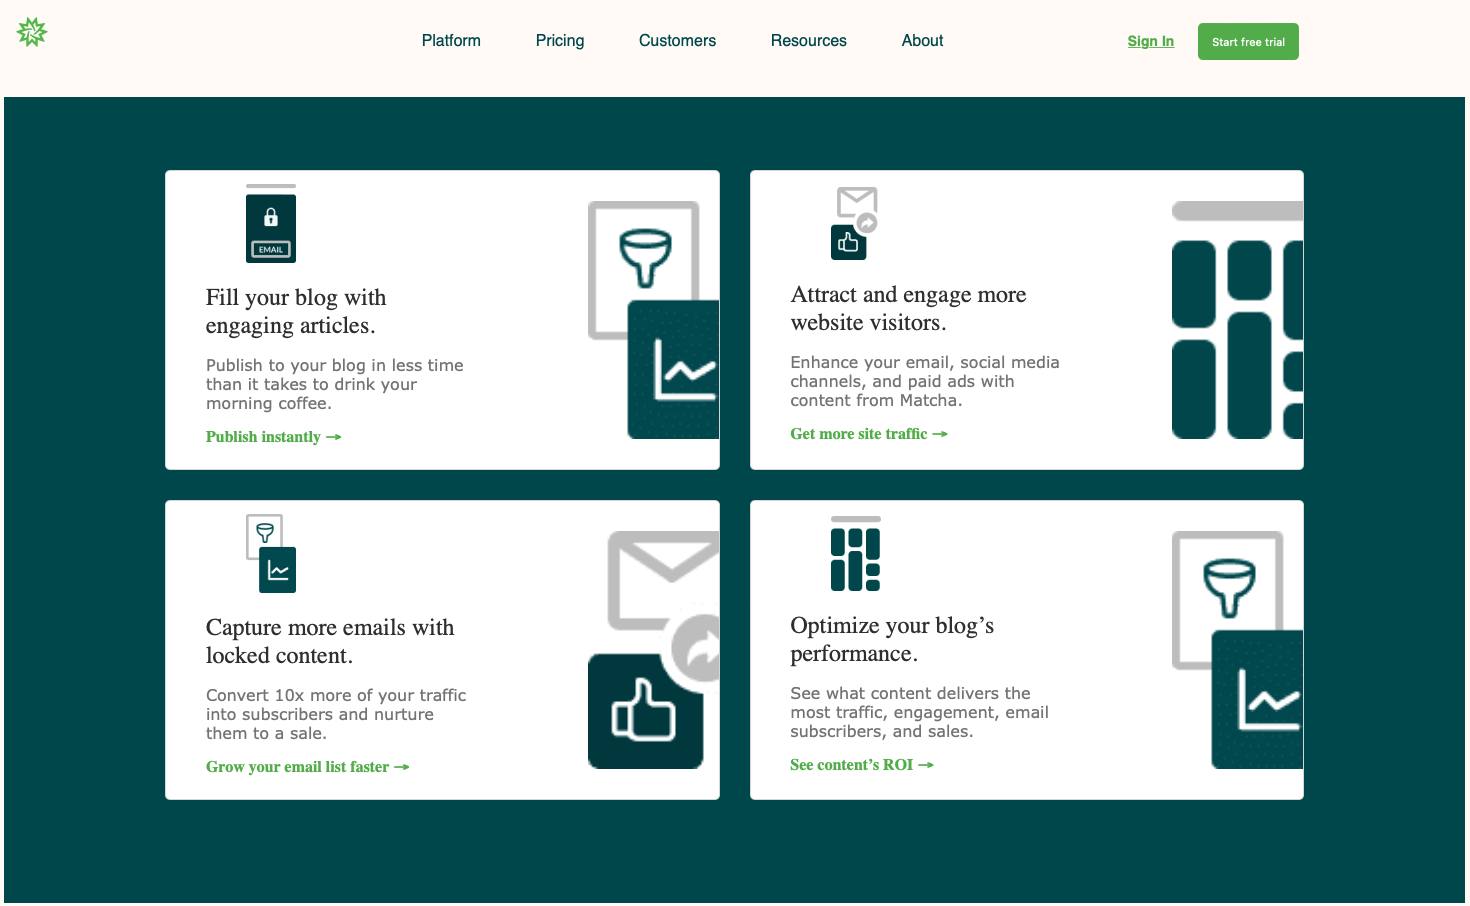 Platform
Pricing
Customers
Resources
About
Sign In
Start free trial
EMAIL
Fill your blog with
engaging articles.
Publish to your blog in less time
than it takes to drink your
morning coffee.
Publish instantly →
Attract and engage more
website visitors.
Enhance your email, social media
channels, and paid ads with
content from Matcha.
Get more site traffic →
Capture more emails with
locked content.
Convert 10x more of your traffic
into subscribers and nurture
them to a sale.
Grow your email list faster →
Optimize your blog’s
performance.
See what content delivers the
most traffic, engagement, email
subscribers, and sales.
See content’s ROI →